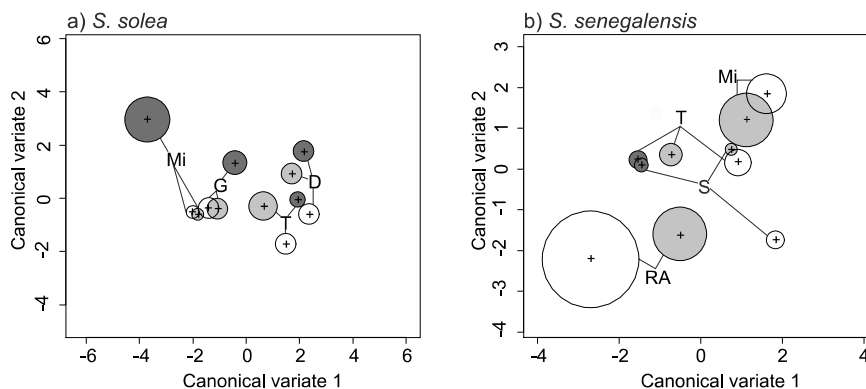 a) S. solea
Canonical variate 2
6
4
2
0
-2
-4
Mi
G
D
T
-6
-4
-2
0
2
4
6
Canonical variate 1
b) S. senegalensis
Canonical variate 2
3
2
1
0
-1
-2
-3
-4
Mi
T
S
RA
-4
-2
0
2
4
Canonical variate 1